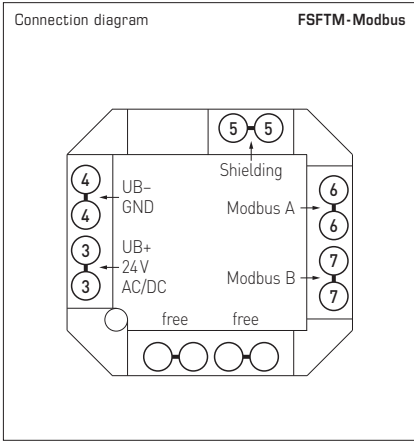 Connection diagram FSFTM-Modbus
5 5
Shielding
4
4
UB–
GND
3
3
UB+
24V
AC/DC
Modbus A
6
6
Modbus B
7
7
free free